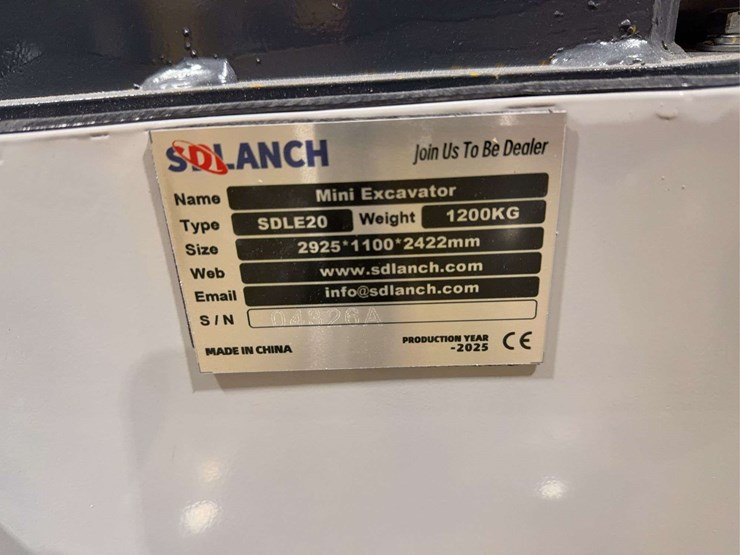 SDLANCH
Join Us To Be Dealer
Name Mini Excavator
Type SDLE20 Weight 1200KG
Size 2925*1100*2422mm
Web www.sdlanch.com
Email info@sdlanch.com
S / N 04326A
MADE IN CHINA
PRODUCTION YEAR
-2025 CE